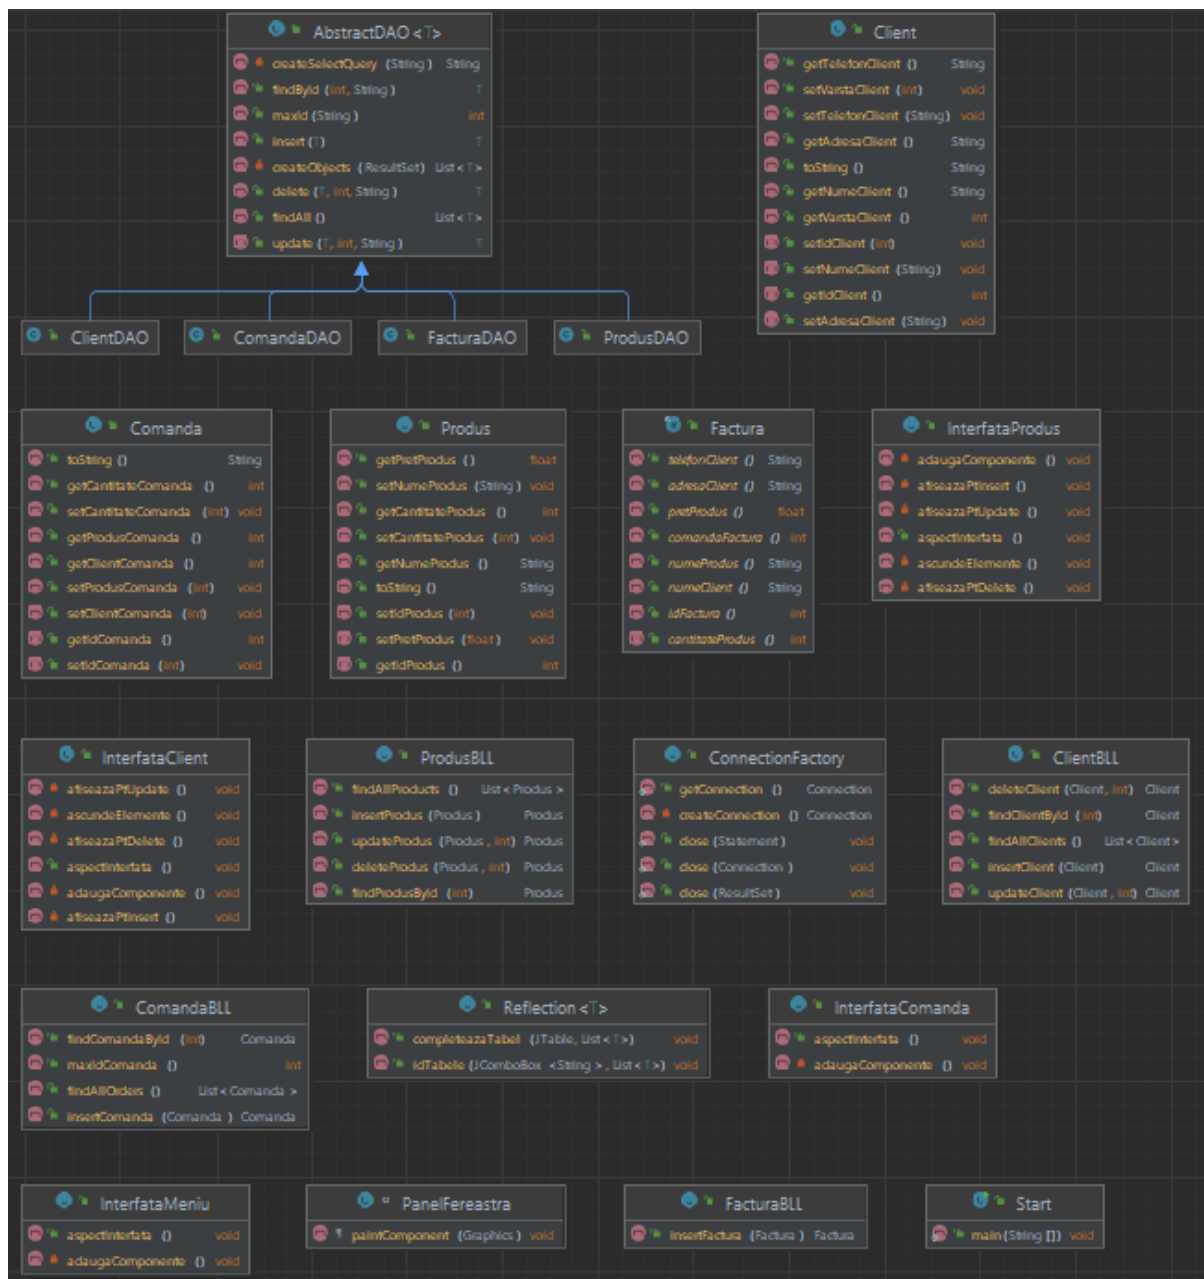 AbstractDAO<T>
createSelectQuery (String) String
findById (int, String) T
maxId (String) int
insert (T) T
createObjects (ResultSet) List<T>
delete (T, int, String) T
findAll () List<T>
update (T, int, String) T
Client
getTelefonClient () String
setVarstaClient (int) void
setTelefonClient (String) void
getAdresaClient () String
toString () String
getNumeClient () String
getVarstaClient () int
setIdClient (int) void
setNumeClient (String) void
getIdClient () int
setAdresaClient (String) void
ClientDAO
ComandaDAO
FacturaDAO
ProdusDAO
Comanda
toString () String
getCantitateComanda () int
setCantitateComanda (int) void
getProdusComanda () int
getClientComanda () int
setProdusComanda (int) void
setClientComanda (int) void
getIdComanda () int
setIdComanda (int) void
Produs
getPretProdus () float
setNumeProdus (String) void
getCantitateProdus () int
setCantitateProdus (int) void
getNumeProdus () String
toString () String
setIdProdus (int) void
setPretProdus (float) void
getIdProdus () int
Factura
telefonClient () String
adresaClient () String
pretProdus () float
comandaFactura () int
numeProdus () String
numeClient () String
idFactura () int
cantitateProdus () int
InterfataProdus
adaugaComponente () void
afiseazaPtInsert () void
afiseazaPtUpdate () void
aspectInterfata () void
ascundeElemente () void
afiseazaPtDelete () void
InterfataClient
afiseazaPtUpdate () void
ascundeElemente () void
afiseazaPtDelete () void
aspectInterfata () void
adaugaComponente () void
afiseazaPtInsert () void
ProdusBLL
findAllProducts () List<Produs>
insertProdus (Produs) Produs
updateProdus (Produs, int) Produs
deleteProdus (Produs, int) Produs
findProdusById (int) Produs
ConnectionFactory
getConnection () Connection
createConnection () Connection
close (Statement) void
close (Connection) void
close (ResultSet) void
ClientBLL
deleteClient (Client, int) Client
findClientById (int) Client
findAllClients () List<Client>
insertClient (Client) Client
updateClient (Client, int) Client
ComandaBLL
findComandaById (int) Comanda
maxIdComanda () int
findAllOrders () List<Comanda>
insertComanda (Comanda) Comanda
Reflection<T>
completeazaTabel (JTable, List<T>) void
idTabele (JComboBox<String>, List<T>) void
InterfataComanda
aspectInterfata () void
adaugaComponente () void
InterfataMeniu
aspectInterfata () void
adaugaComponente () void
PanelFereastra
paintComponent (Graphics) void
FacturaBLL
insertFactura (Factura) Factura
Start
main(String []) void